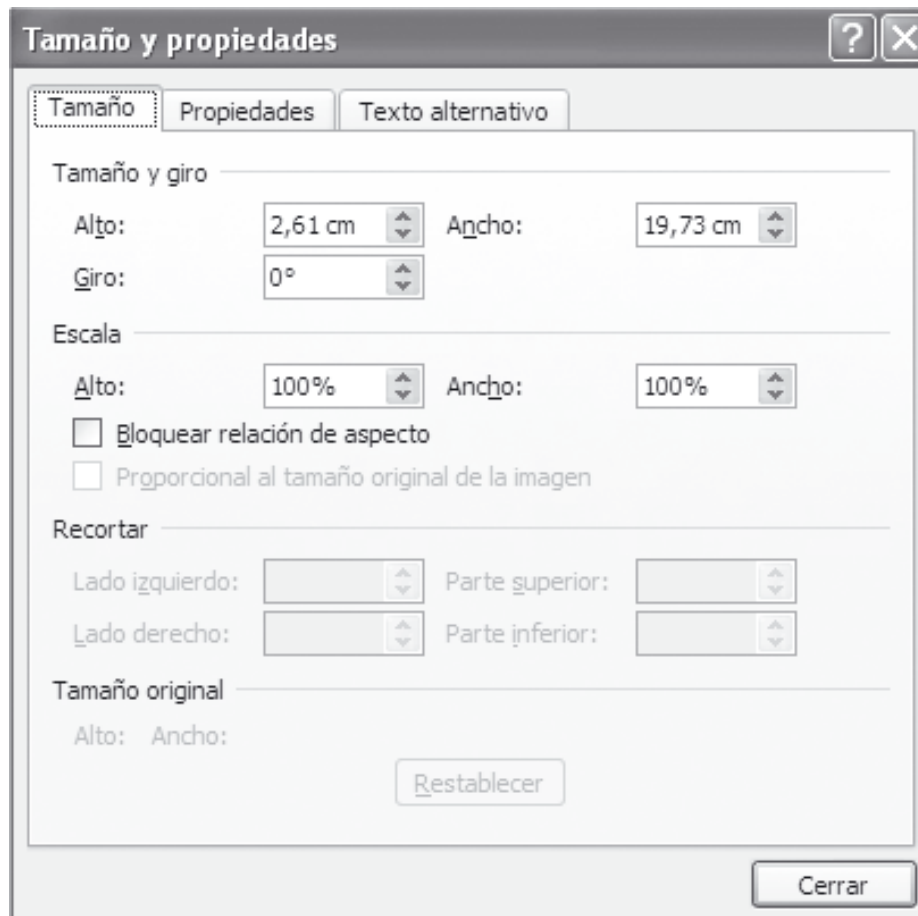 Tamaño y propiedades ? X
Tamaño Propiedades Texto alternativo
Tamaño y giro
Alto: 2,61 cm Ancho: 19,73 cm
Giro: 0°
Escala
Alto: 100% Ancho: 100%
Bloquear relación de aspecto
Proporcional al tamaño original de la imagen
Recortar
Lado izquierdo: Parte superior:
Lado derecho: Parte inferior:
Tamaño original
Alto: Ancho:
Restablecer
Cerrar